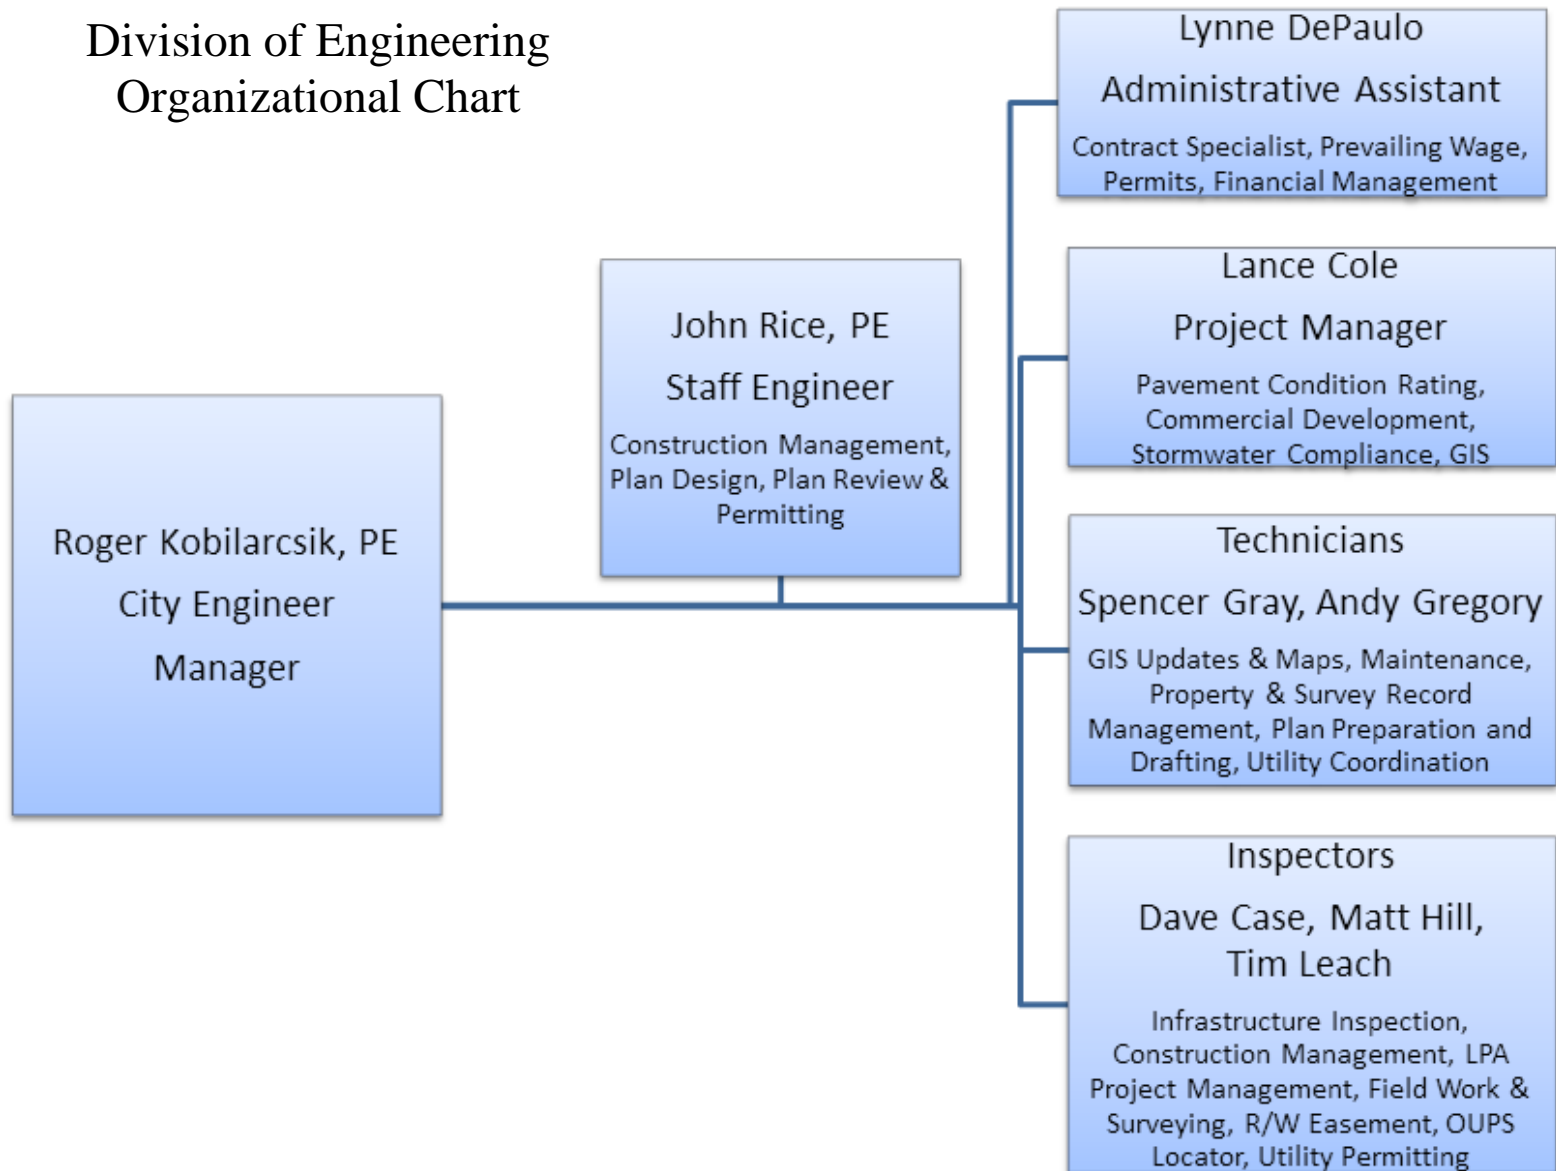 Division of Engineering
Organizational Chart
Roger Kobilarcsik, PE
City Engineer
Manager
John Rice, PE
Staff Engineer
Construction Management,
Plan Design, Plan Review &
Permitting
Lynne DePaulo
Administrative Assistant
Contract Specialist, Prevailing Wage,
Permits, Financial Management
Lance Cole
Project Manager
Pavement Condition Rating,
Commercial Development,
Stormwater Compliance, GIS
Technicians
Spencer Gray, Andy Gregory
GIS Updates & Maps, Maintenance,
Property & Survey Record
Management, Plan Preparation and
Drafting, Utility Coordination
Inspectors
Dave Case, Matt Hill,
Tim Leach
Infrastructure Inspection,
Construction Management, LPA
Project Management, Field Work &
Surveying, R/W Easement, OUPS
Locator, Utility Permitting